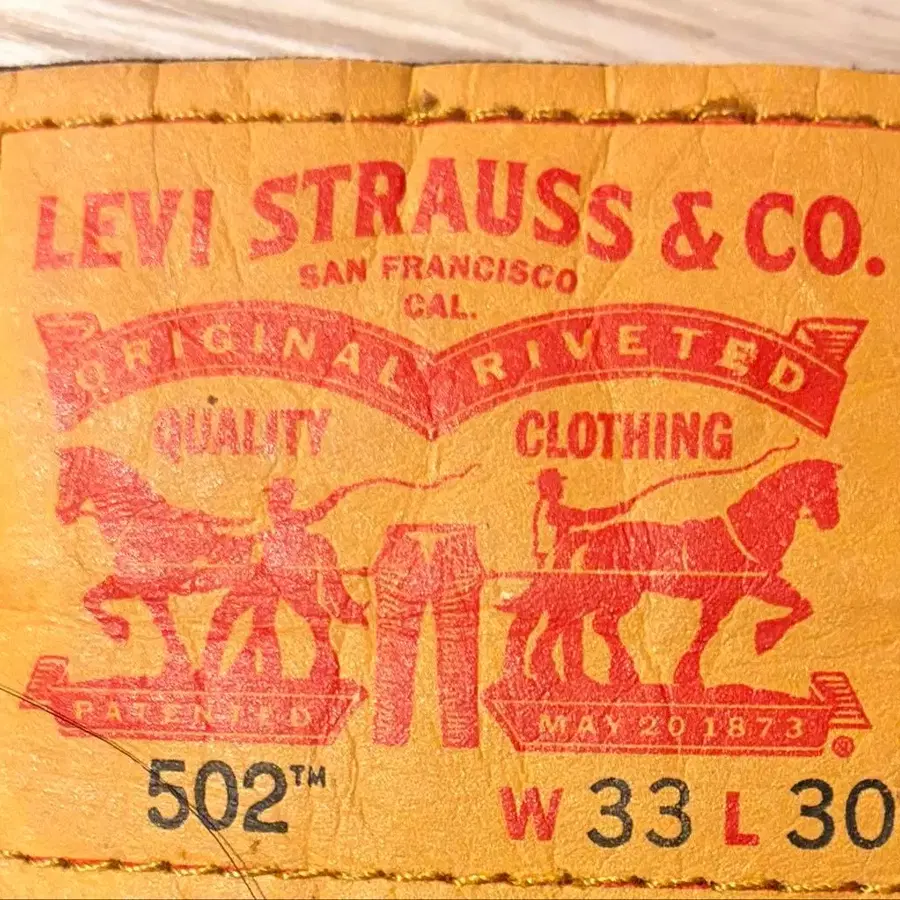 LEVI STRAUSS & CO.
SAN FRANCISCO
CAL.
ORIGINAL RIVETED
QUALITY CLOTHING
PATENTED MAY 20 1873 ®
502™ W 33 L 30